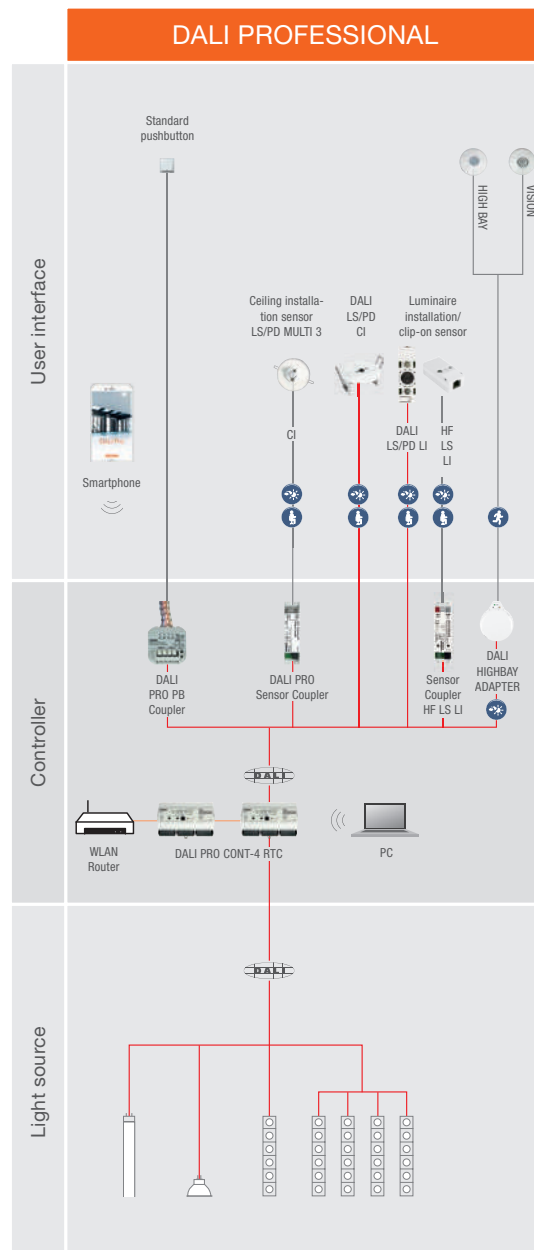 DALI PROFESSIONAL
User interface
Standard
pushbutton
HIGH BAY
VISION
Ceiling installa-
tion sensor
LS/PD MULTI 3
DALI
LS/PD
CI
Luminaire
installation/
clip-on sensor
CI
DALI
LS/PD LI
HF
LS
LI
Smartphone
Controller
DALI
PRO PB
Coupler
DALI PRO
Sensor Coupler
Sensor
Coupler
HF LS LI
DALI
HIGHBAY
ADAPTER
DALI
WLAN
Router
DALI PRO CONT-4 RTC
PC
Light source
DALI